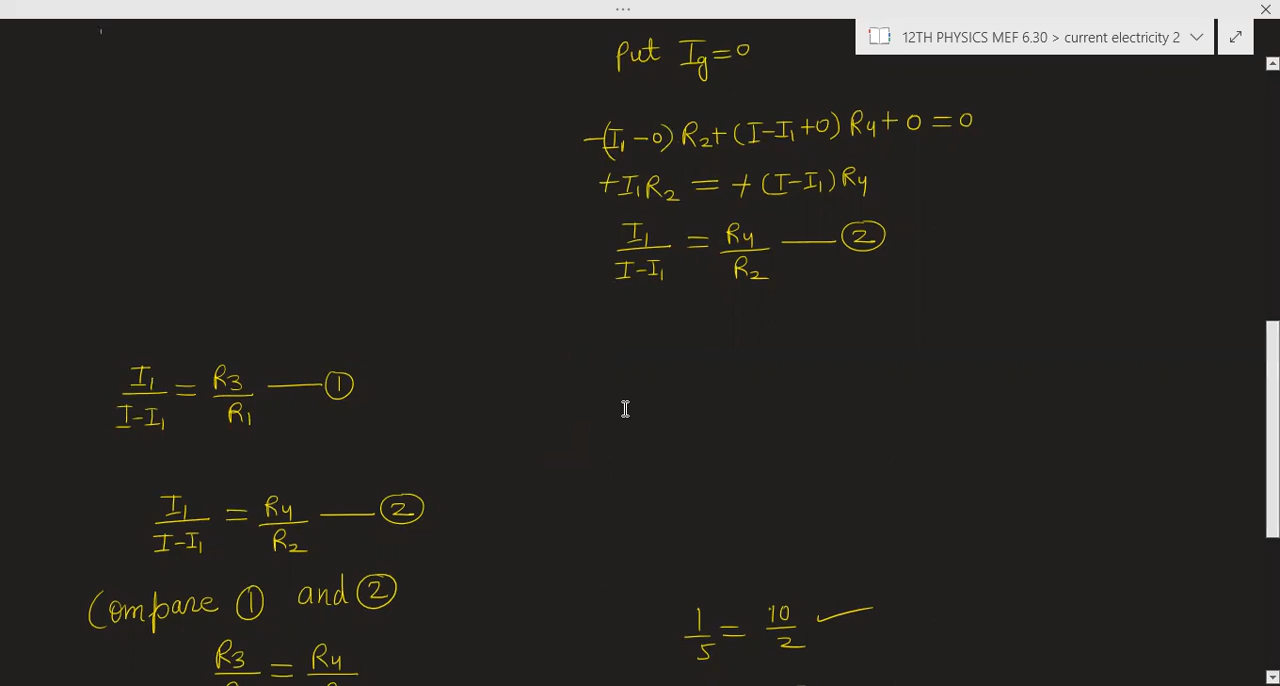 12TH PHYSICS MEF 6.30 > current electricity 2
Put Ig=0
-(I₁-0) R₂+(I-I₁+0) R4+0=0
+I₁R₂ = +(I-I₁)R4
I₁/(I-I₁) = R4/R₂ —— ②
I₁/(I-I₁) = R3/R₁ —— ①
I₁/(I-I₁) = R4/R₂ —— ②
Compare ① and ②
1/5 = 10/2 ✓
R3 = R4